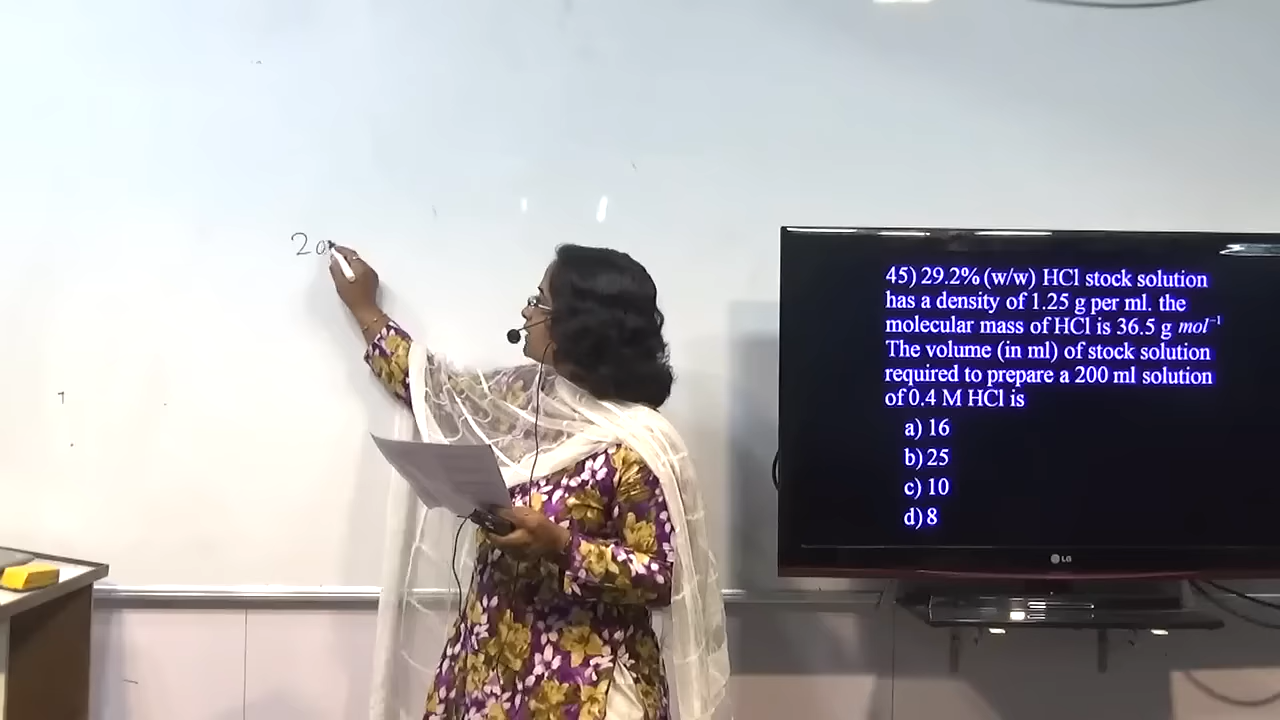 2
45) 29.2% (w/w) HCl stock solution
has a density of 1.25 g per ml. the
molecular mass of HCl is 36.5 g mol⁻¹
The volume (in ml) of stock solution
required to prepare a 200 ml solution
of 0.4 M HCl is
a) 16
b) 25
c) 10
d) 8
LG